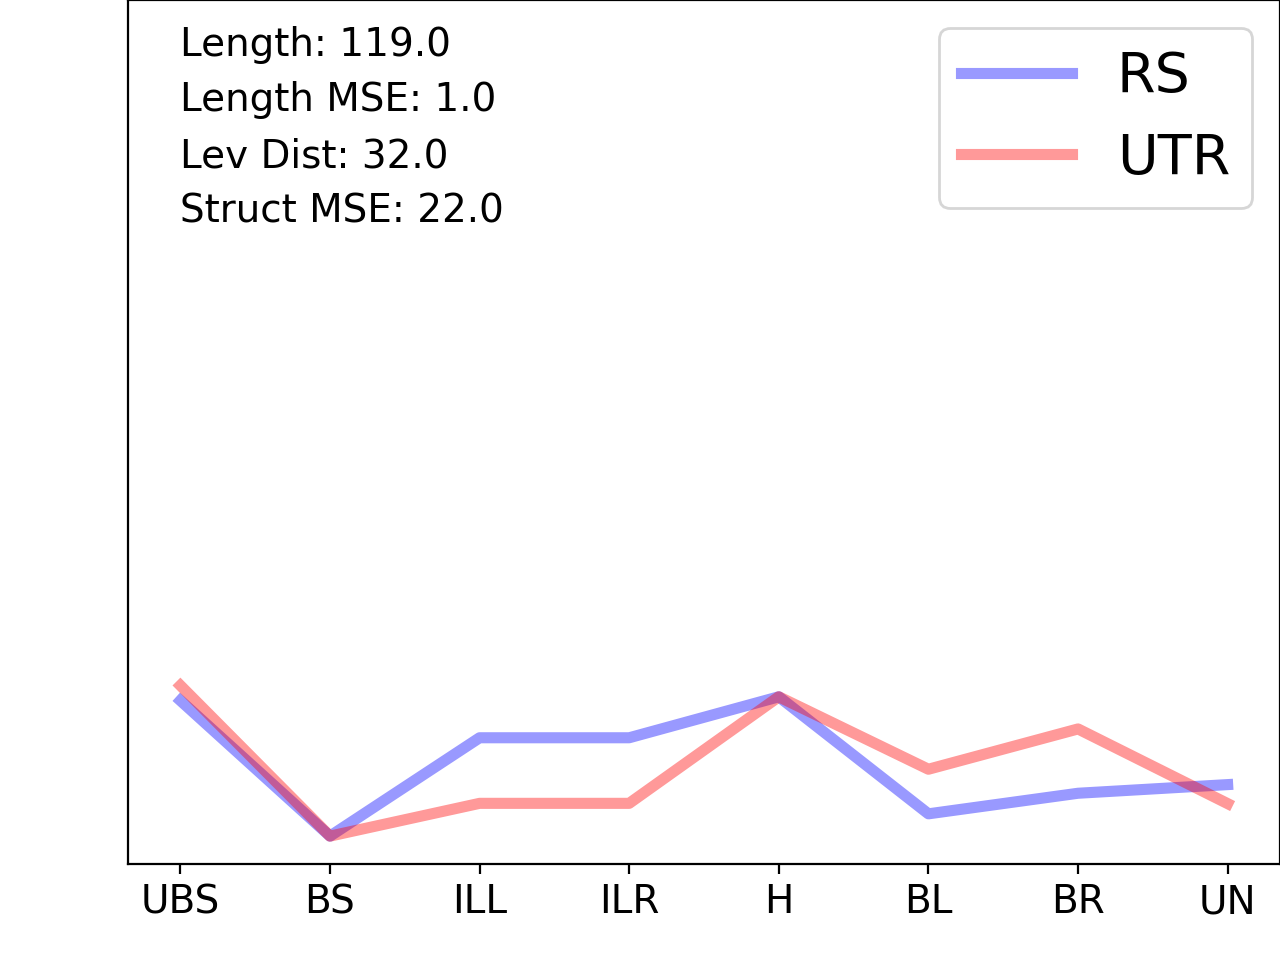 Length: 119.0
Length MSE: 1.0
Lev Dist: 32.0
Struct MSE: 22.0
RS
UTR
UBS BS ILL ILR H BL BR UN